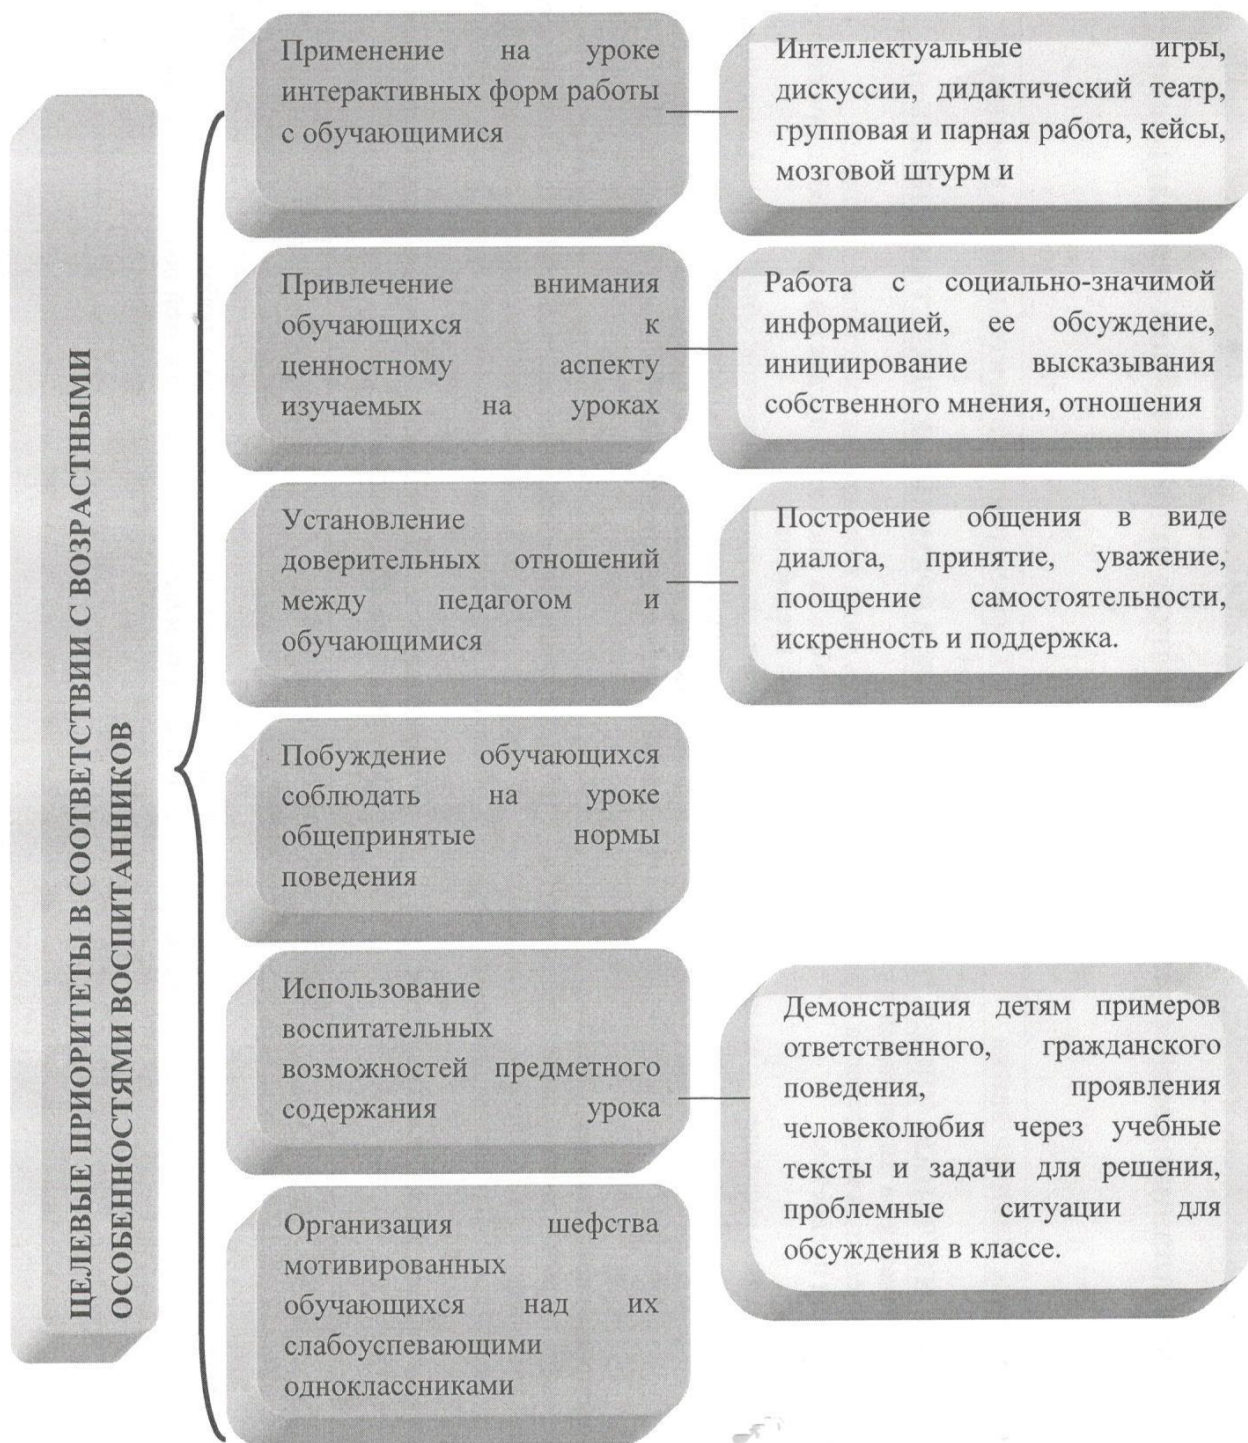 ЦЕЛЕВЫЕ ПРИОРИТЕТЫ В СООТВЕТСТВИИ С ВОЗРАСТНЫМИ
ОСОБЕННОСТЯМИ ВОСПИТАННИКОВ
Применение на уроке
интерактивных форм работы
с обучающимися
Интеллектуальные игры,
дискуссии, дидактический театр,
групповая и парная работа, кейсы,
мозговой штурм и
Привлечение внимания
обучающихся к
ценностному аспекту
изучаемых на уроках
Работа с социально-значимой
информацией, ее обсуждение,
инициирование высказывания
собственного мнения, отношения
Установление
доверительных отношений
между педагогом и
обучающимися
Построение общения в виде
диалога, принятие, уважение,
поощрение самостоятельности,
искренность и поддержка.
Побуждение обучающихся
соблюдать на уроке
общепринятые нормы
поведения
Использование
воспитательных
возможностей предметного
содержания урока
Демонстрация детям примеров
ответственного, гражданского
поведения, проявления
человеколюбия через учебные
тексты и задачи для решения,
проблемные ситуации для
обсуждения в классе.
Организация шефства
мотивированных
обучающихся над их
слабоуспевающими
одноклассниками